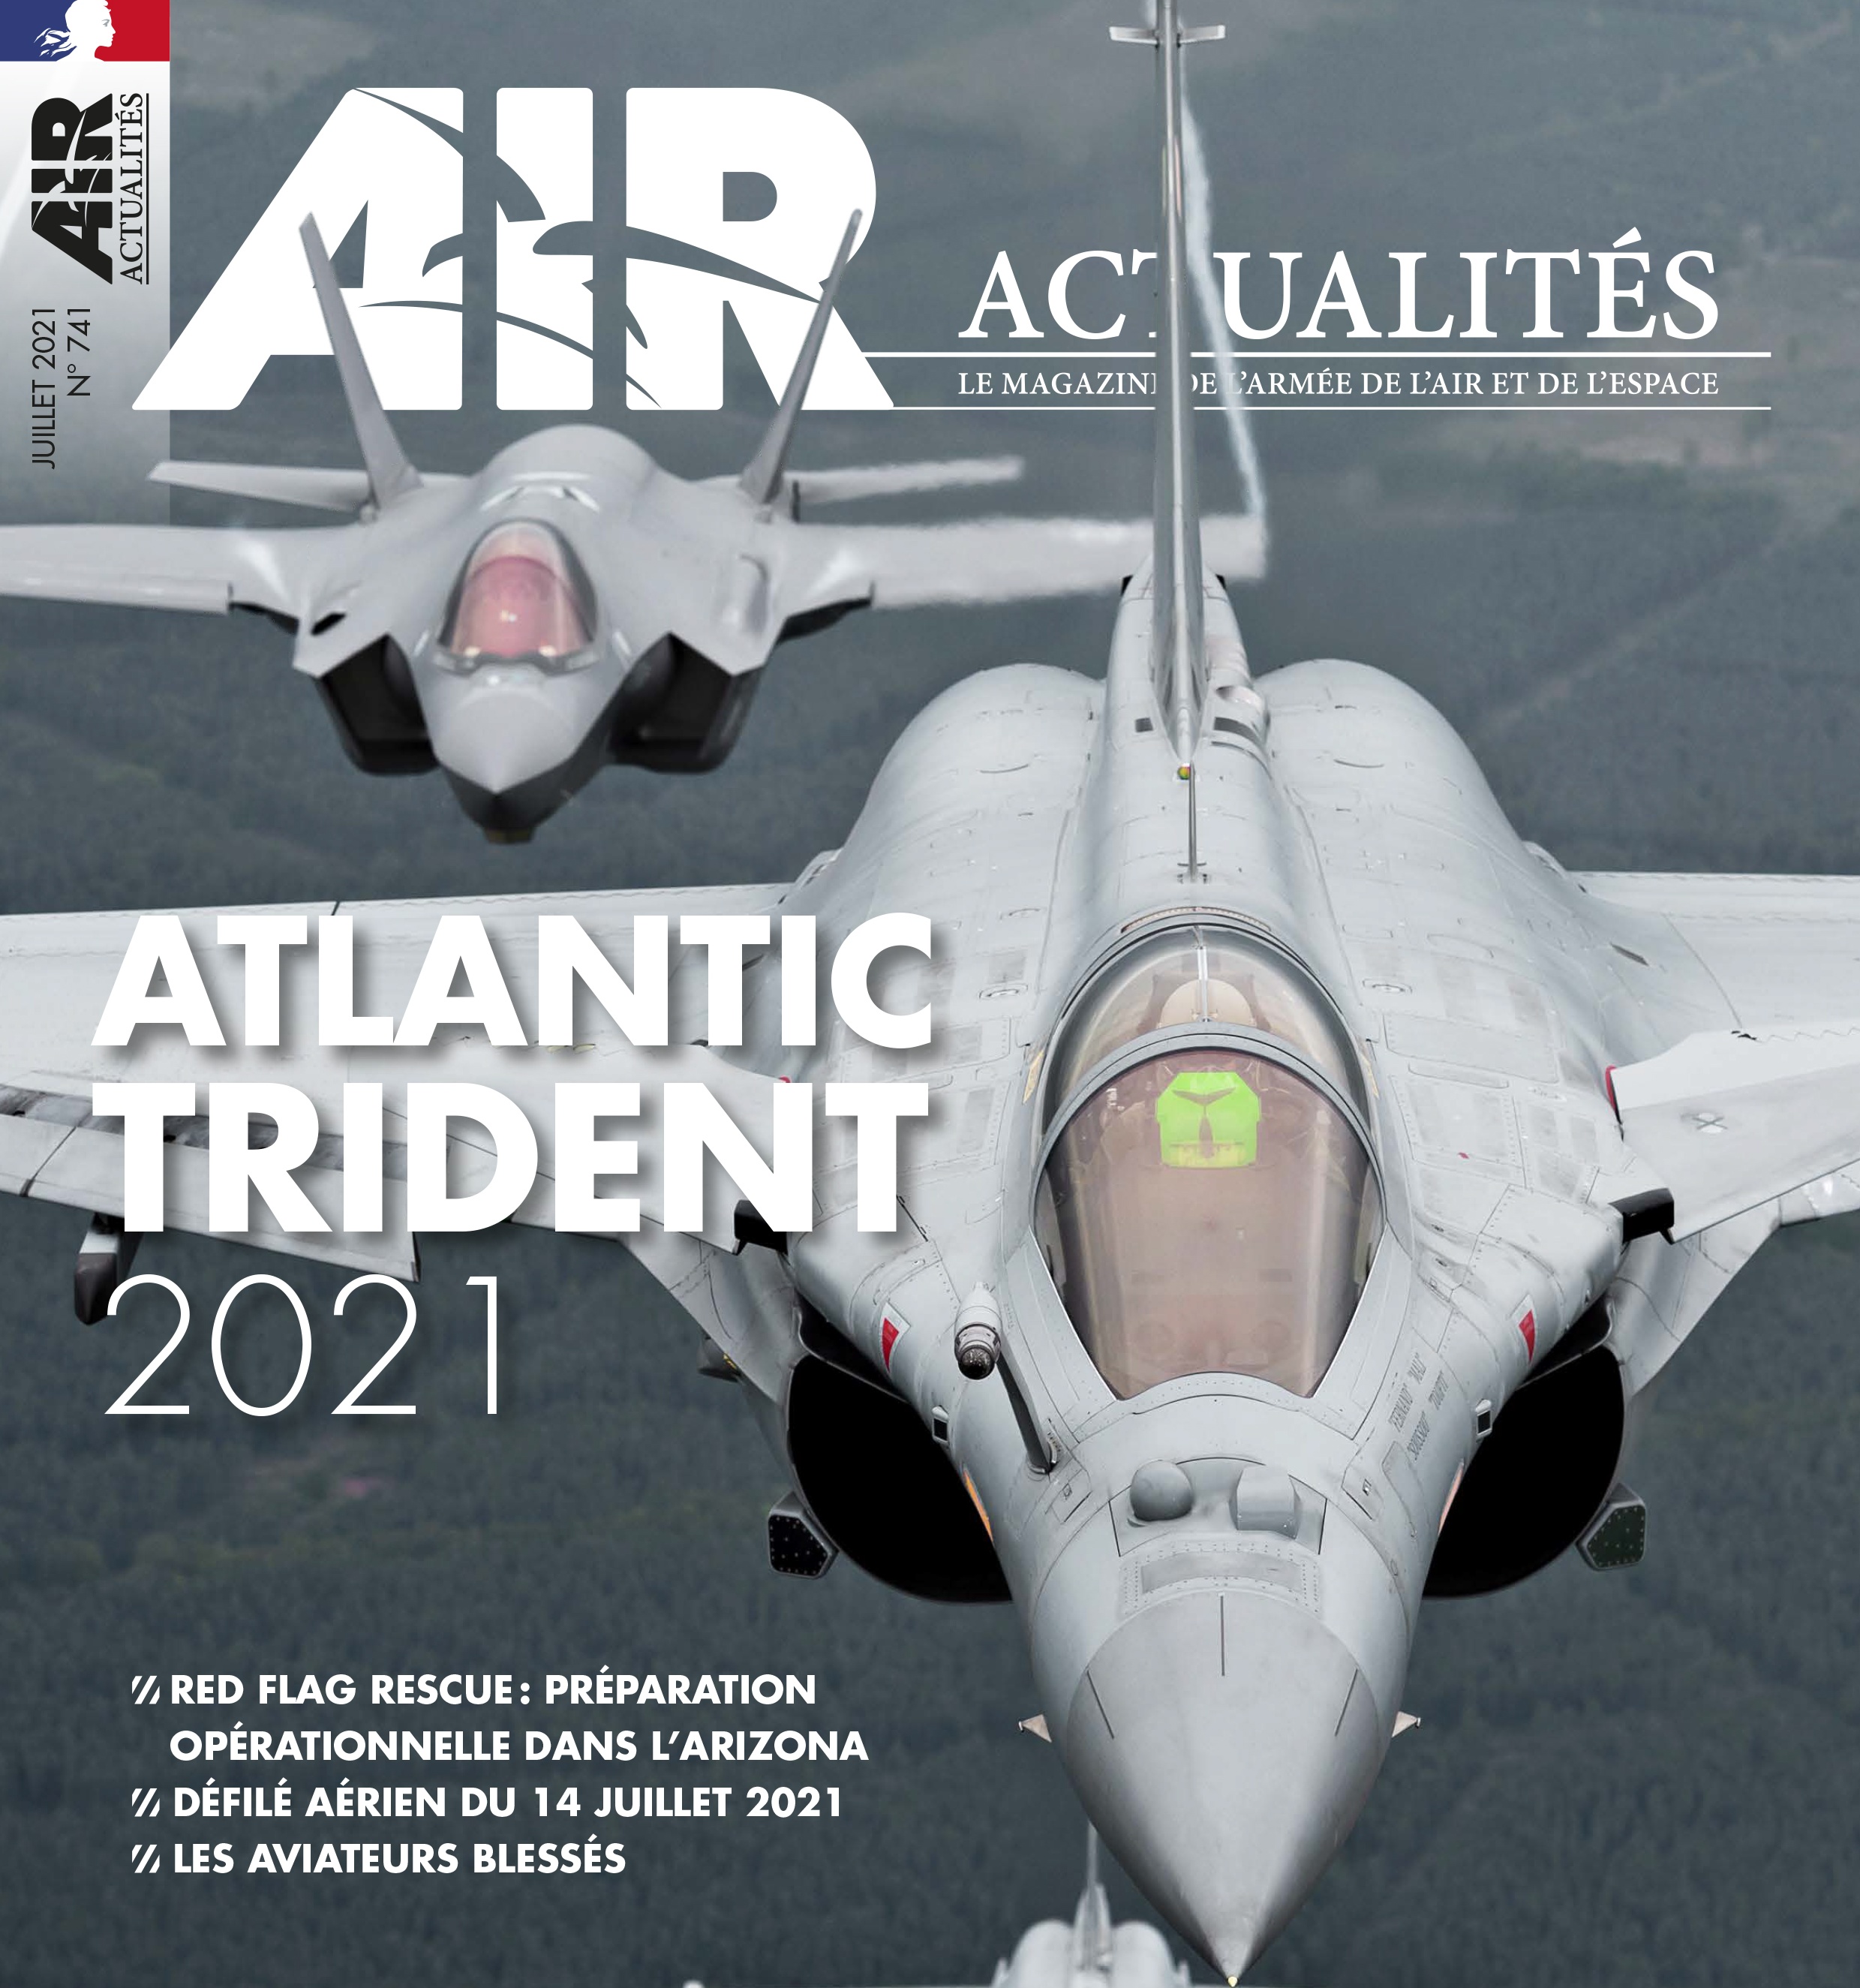 AIR
ACTUALITÉS
JUILLET 2021
N° 741
AIR
ACTUALITÉS
LE MAGAZINE DE L'ARMÉE DE L'AIR ET DE L'ESPACE
ATLANTIC
TRIDENT
2021
// RED FLAG RESCUE : PRÉPARATION
OPÉRATIONNELLE DANS L'ARIZONA
// DÉFILÉ AÉRIEN DU 14 JUILLET 2021
// LES AVIATEURS BLESSÉS